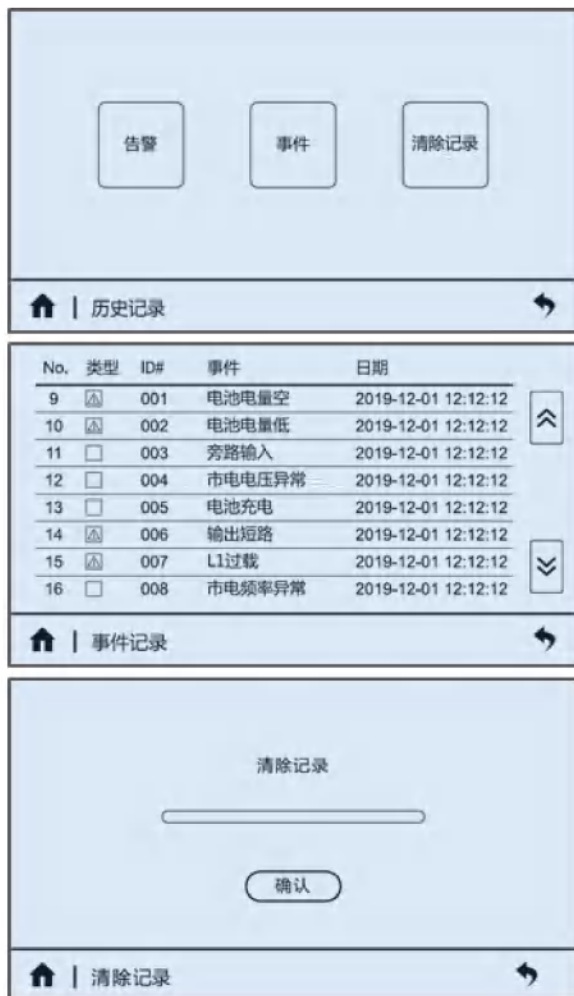 告警 事件 清除记录
历史记录
No. 类型 ID# 事件 日期
9 001 电池电量空 2019-12-01 12:12:12
10 002 电池电量低 2019-12-01 12:12:12
11 003 旁路输入 2019-12-01 12:12:12
12 004 市电电压异常 2019-12-01 12:12:12
13 005 电池充电 2019-12-01 12:12:12
14 006 输出短路 2019-12-01 12:12:12
15 007 L1过载 2019-12-01 12:12:12
16 008 市电频率异常 2019-12-01 12:12:12
事件记录
清除记录
确认
清除记录